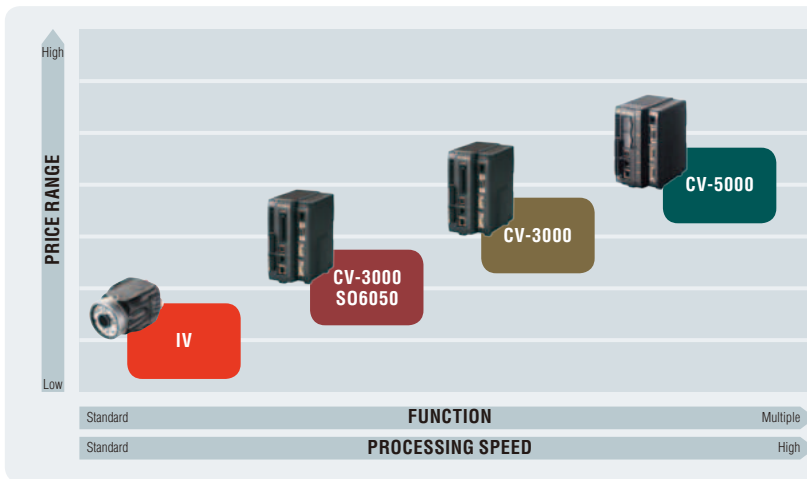 High
PRICE RANGE
CV-5000
CV-3000
CV-3000
SO6050
IV
Low
Standard
FUNCTION
Multiple
Standard
PROCESSING SPEED
High